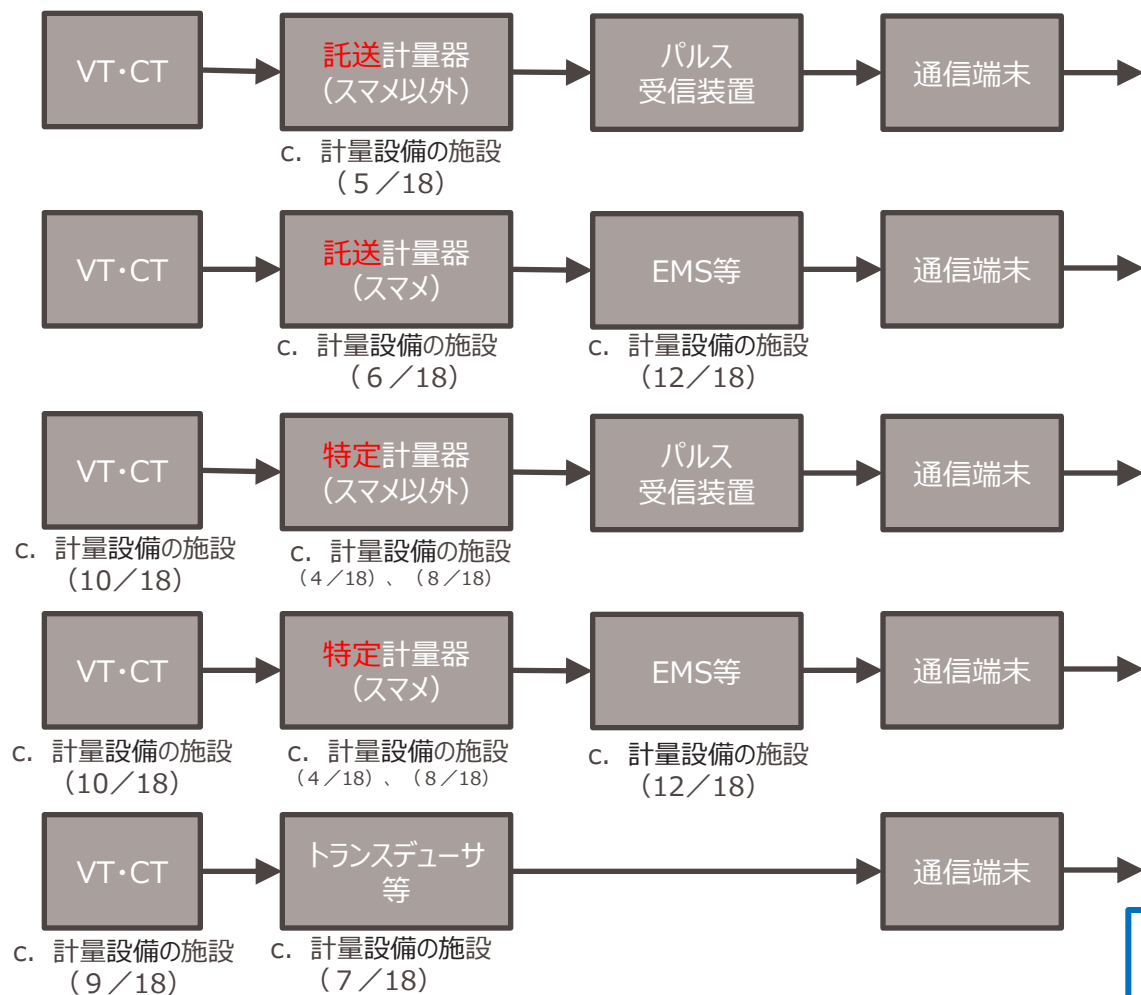 VT・CT
託送計量器
（スマメ以外）
パルス
受信装置
通信端末
c. 計量設備の施設
（５／18）
VT・CT
託送計量器
（スマメ）
EMS等
通信端末
c. 計量設備の施設
（６／18）
c. 計量設備の施設
（12／18）
VT・CT
特定計量器
（スマメ以外）
パルス
受信装置
通信端末
c. 計量設備の施設
（10／18）
c. 計量設備の施設
（４／18）、（８／18）
VT・CT
特定計量器
（スマメ）
EMS等
通信端末
c. 計量設備の施設
（10／18）
c. 計量設備の施設
（４／18）、（８／18）
c. 計量設備の施設
（12／18）
VT・CT
トランスデューサ
等
通信端末
c. 計量設備の施設
（９／18）
c. 計量設備の施設
（７／18）